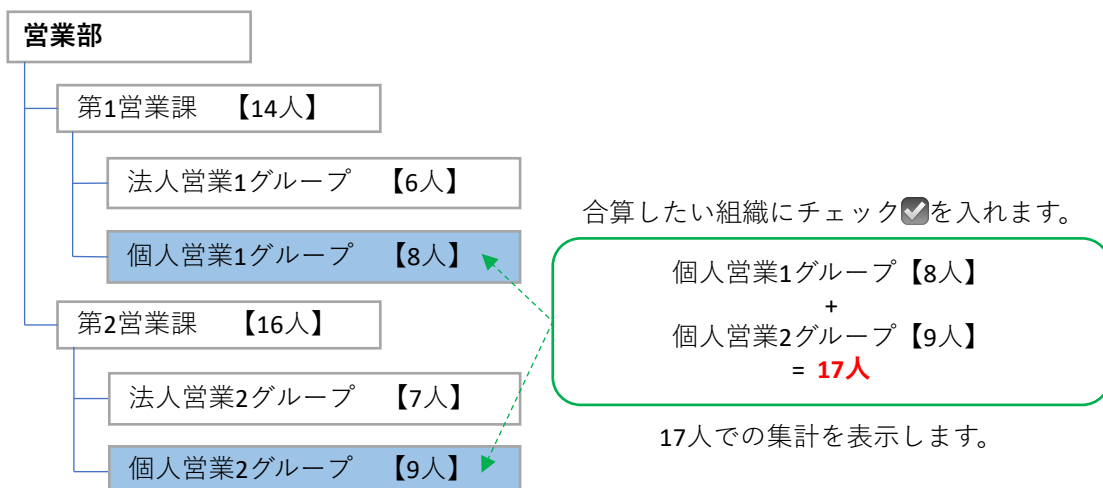 営業部
第1営業課　【14人】
法人営業1グループ　【6人】
個人営業1グループ　【8人】
第2営業課　【16人】
法人営業2グループ　【7人】
個人営業2グループ　【9人】
合算したい組織にチェック☑を入れます。
個人営業1グループ【8人】
+
個人営業2グループ【9人】
= 17人
17人での集計を表示します。